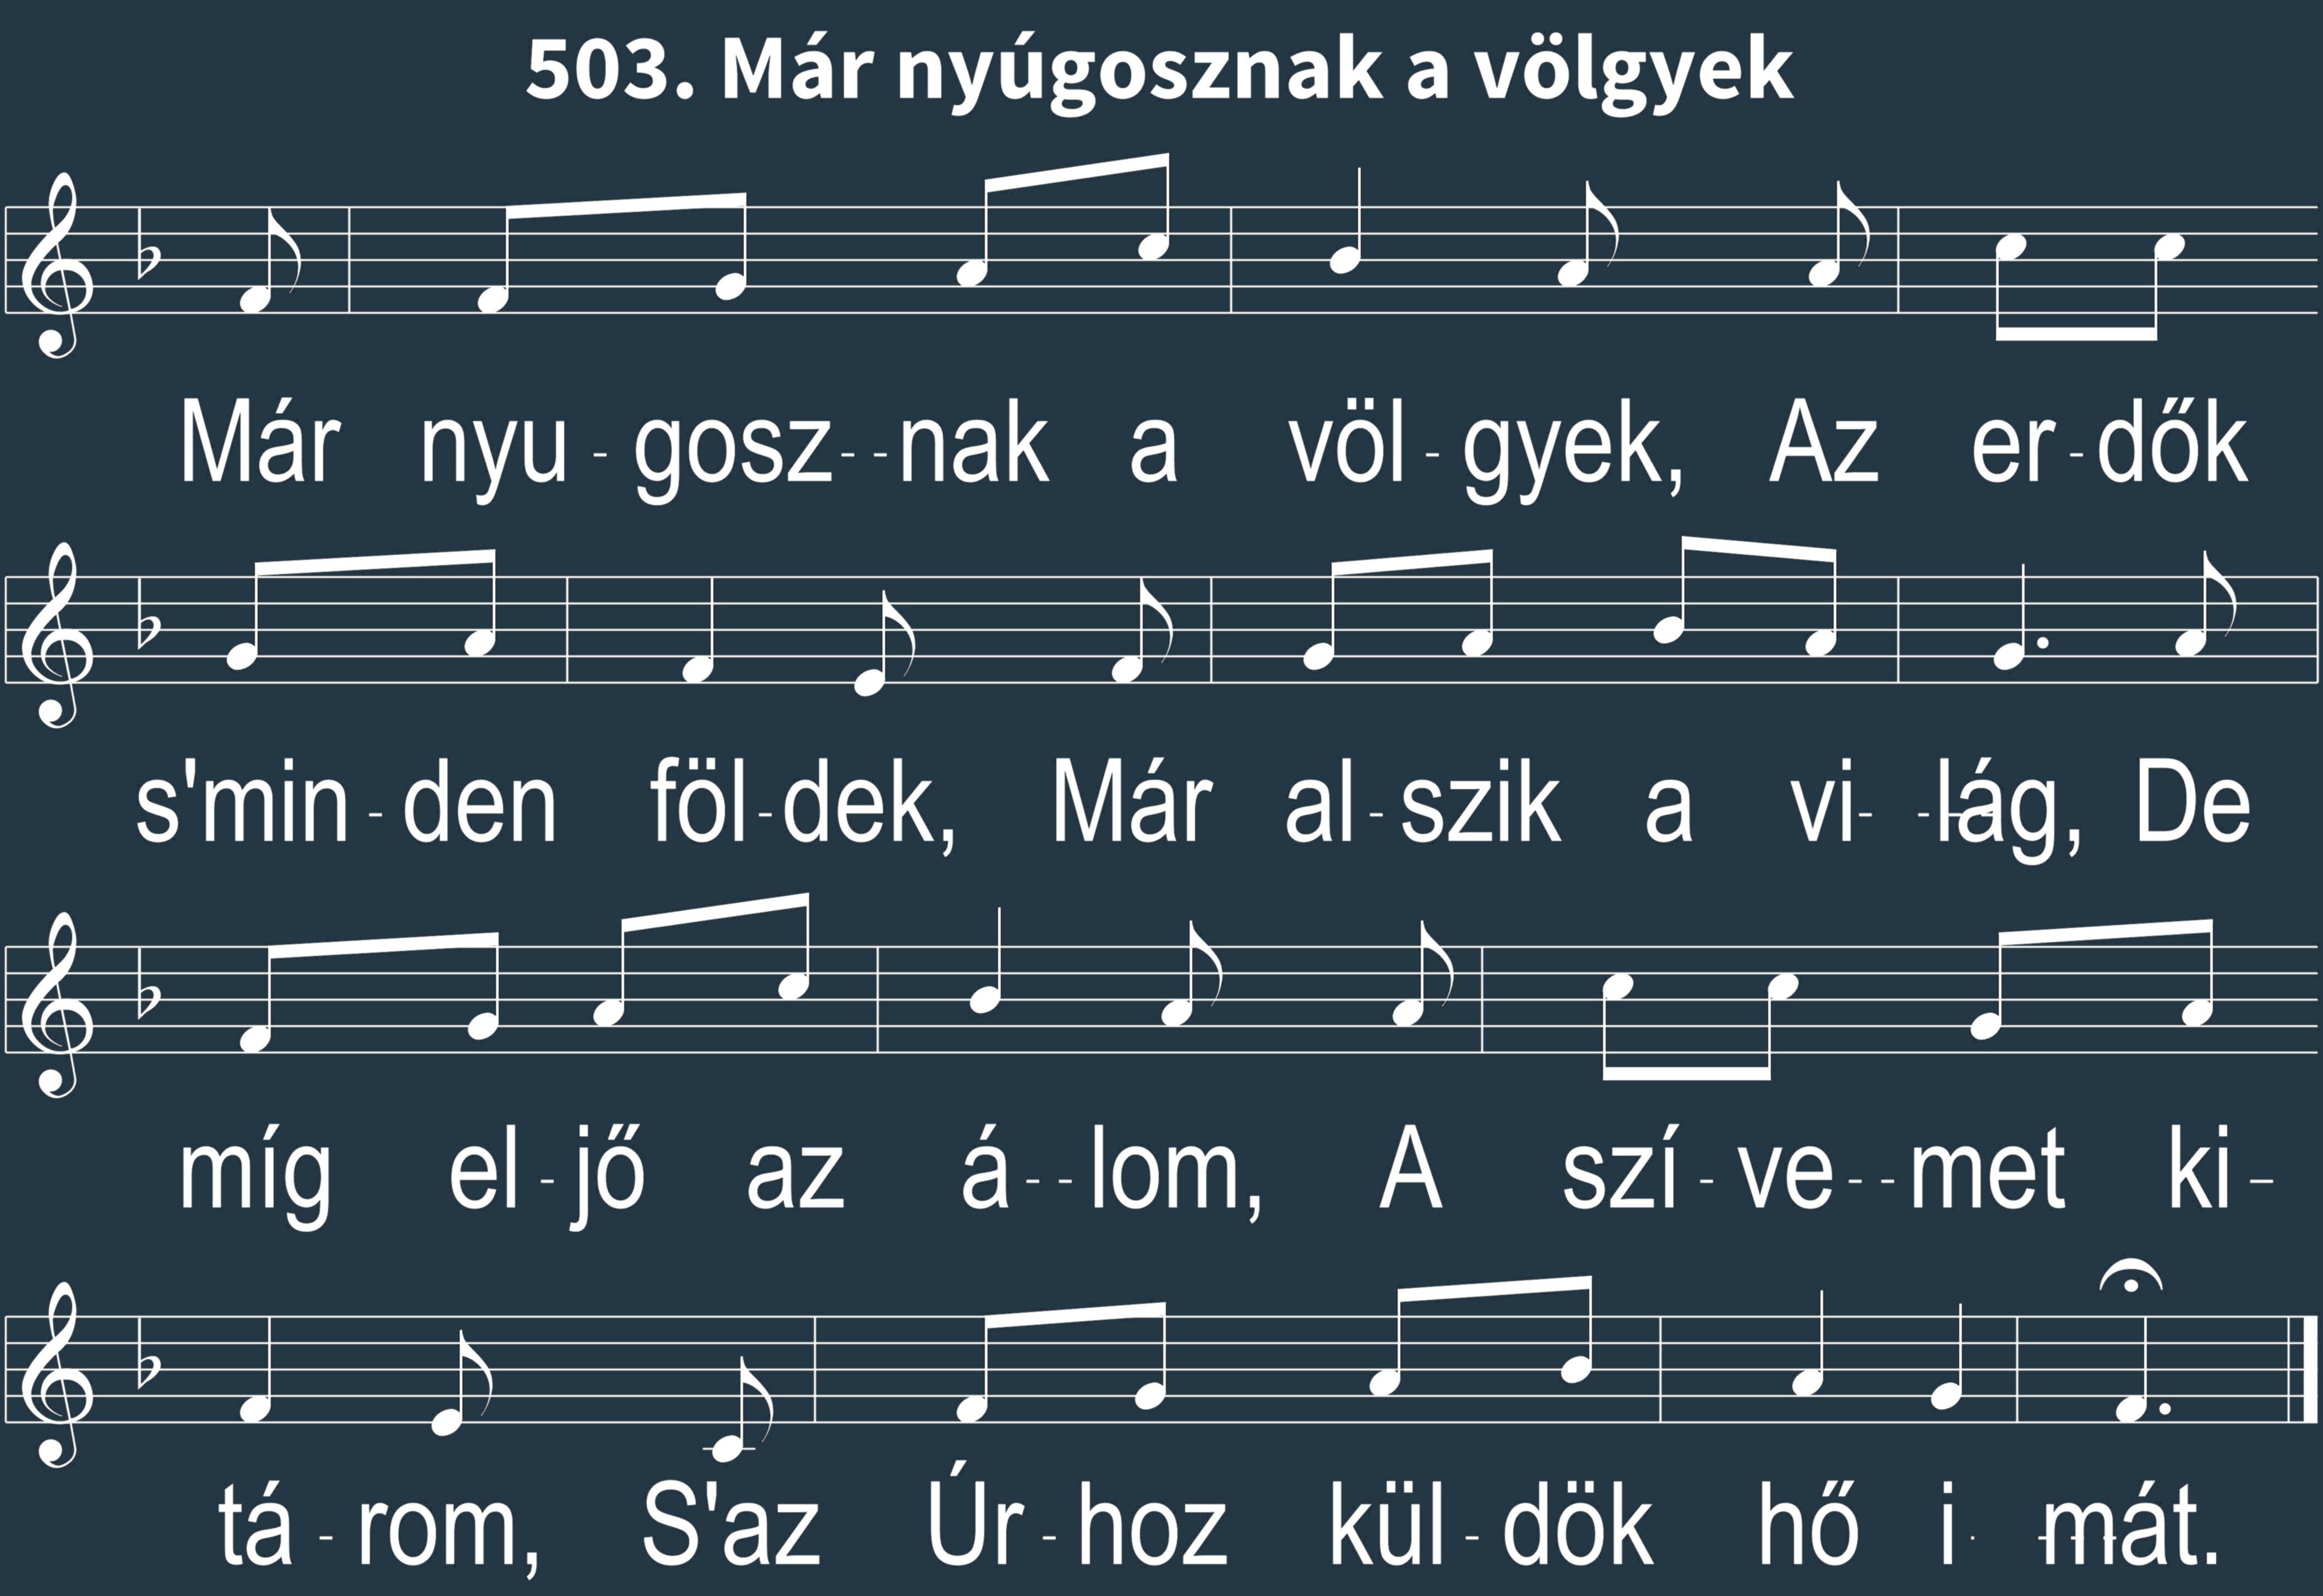 503. Már nyúgosznak a völgyek
Már nyu - gosz--nak a völ-gyek, Az er-dők
s'min-den föl-dek, Már al-szik a vi- -lág, De
míg el-jő az á--lom, A szí-ve--met ki-
tá-rom, S'az Úr-hoz kül-dök hő i- -mát.